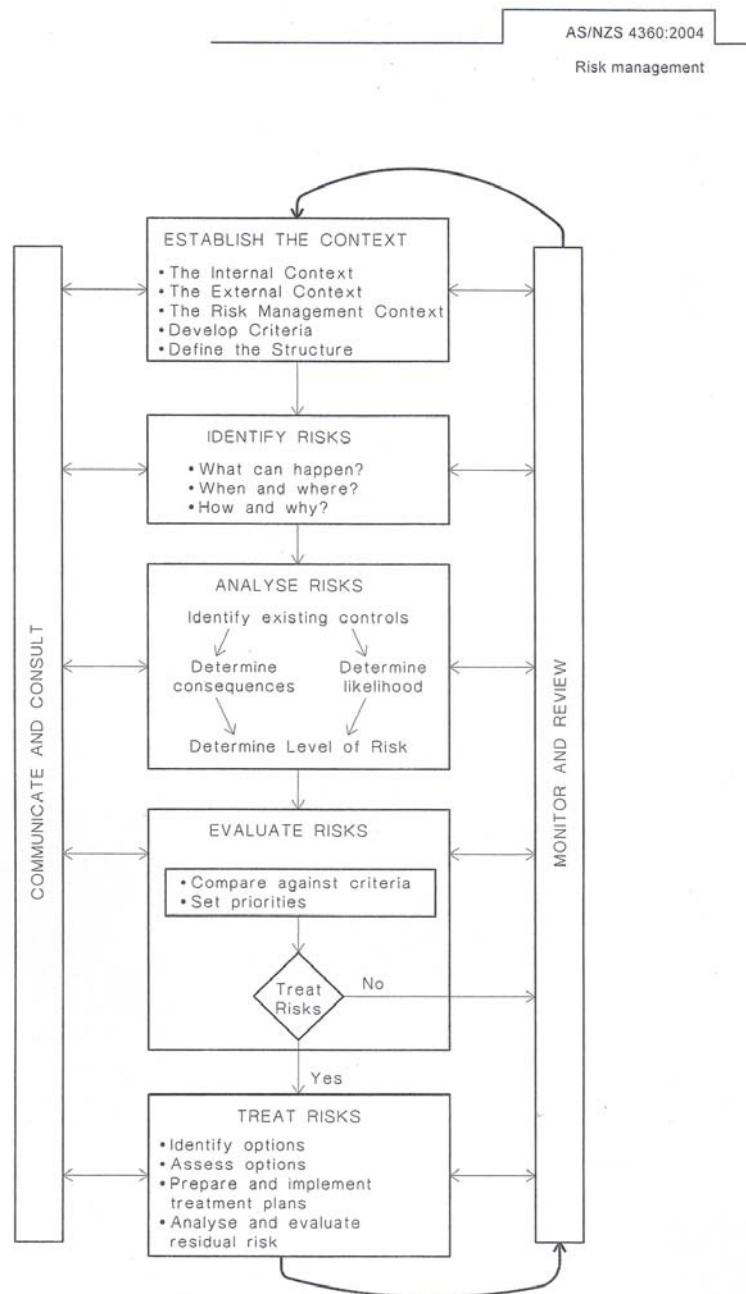 AS/NZS 4360:2004
Risk management
ESTABLISH THE CONTEXT
• The Internal Context
• The External Context
• The Risk Management Context
• Develop Criteria
• Define the Structure
IDENTIFY RISKS
• What can happen?
• When and where?
• How and why?
ANALYSE RISKS
Identify existing controls
Determine consequences
Determine likelihood
Determine Level of Risk
EVALUATE RISKS
• Compare against criteria
• Set priorities
Treat
Risks
No
Yes
TREAT RISKS
• Identify options
• Assess options
• Prepare and implement
treatment plans
• Analyse and evaluate
residual risk
COMMUNICATE AND CONSULT
MONITOR AND REVIEW